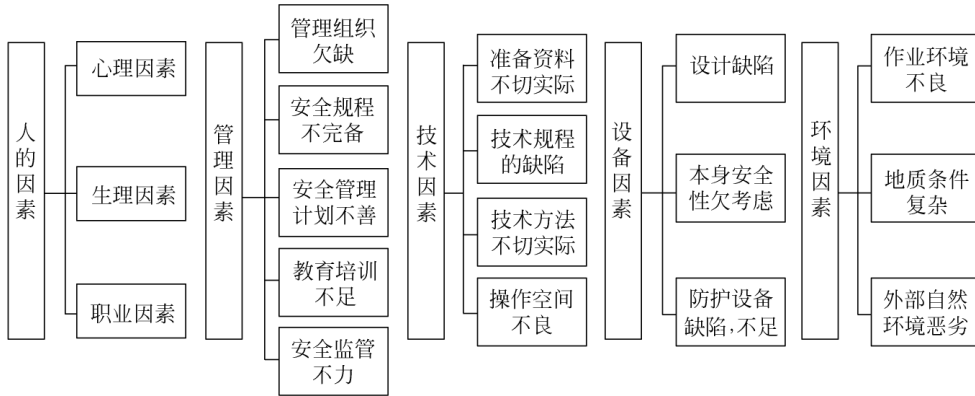 人的因素
心理因素
生理因素
职业因素
管理因素
管理组织
欠缺
安全规程
不完备
安全管理
计划不善
教育培训
不足
安全监管
不力
技术因素
准备资料
不切实际
技术规程
的缺陷
技术方法
不切实际
操作空间
不良
设备因素
设计缺陷
本身安全
性欠考虑
防护设备
缺陷,不足
环境因素
作业环境
不良
地质条件
复杂
外部自然
环境恶劣